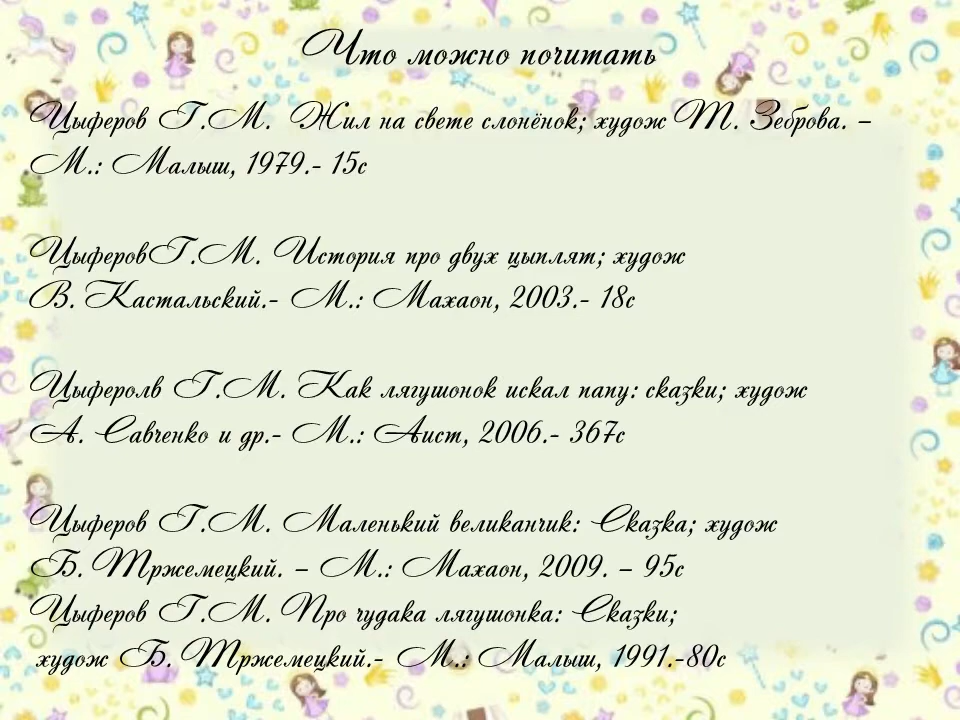 Что можно почитать
Цыферов Г.М. Жил на свете слонёнок; худож Т. Зеброва. –
М.: Малыш, 1979.- 15с
ЦыферовГ.М. История про двух цыплят; худож
В. Кастальский.- М.: Махаон, 2003.- 18с
Цыферолв Г.М. Как лягушонок искал папу: сказки; худож
А. Савченко и др.- М.: Аист, 2006.- 367с
Цыферов Г.М. Маленький великанчик: Сказка; худож
Б. Тржемецкий. – М.: Махаон, 2009. – 95с
Цыферов Г.М. Про чудака лягушонка: Сказки;
худож Б. Тржемецкий.- М.: Малыш, 1991.-80с